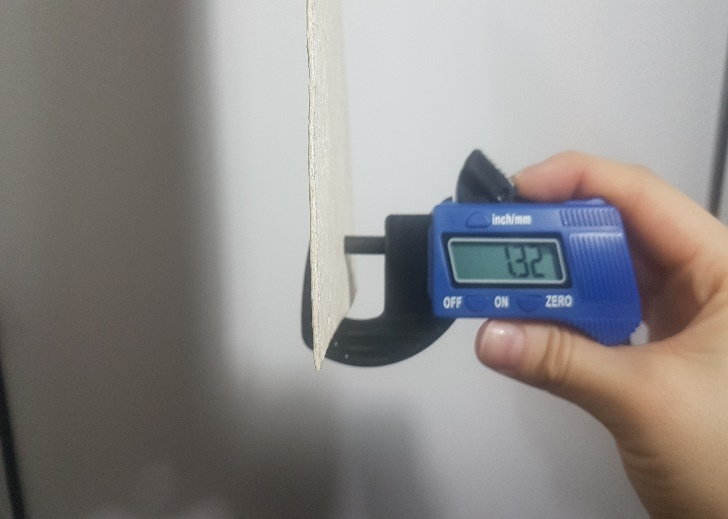 inch/mm
1.32
OFF ON ZERO